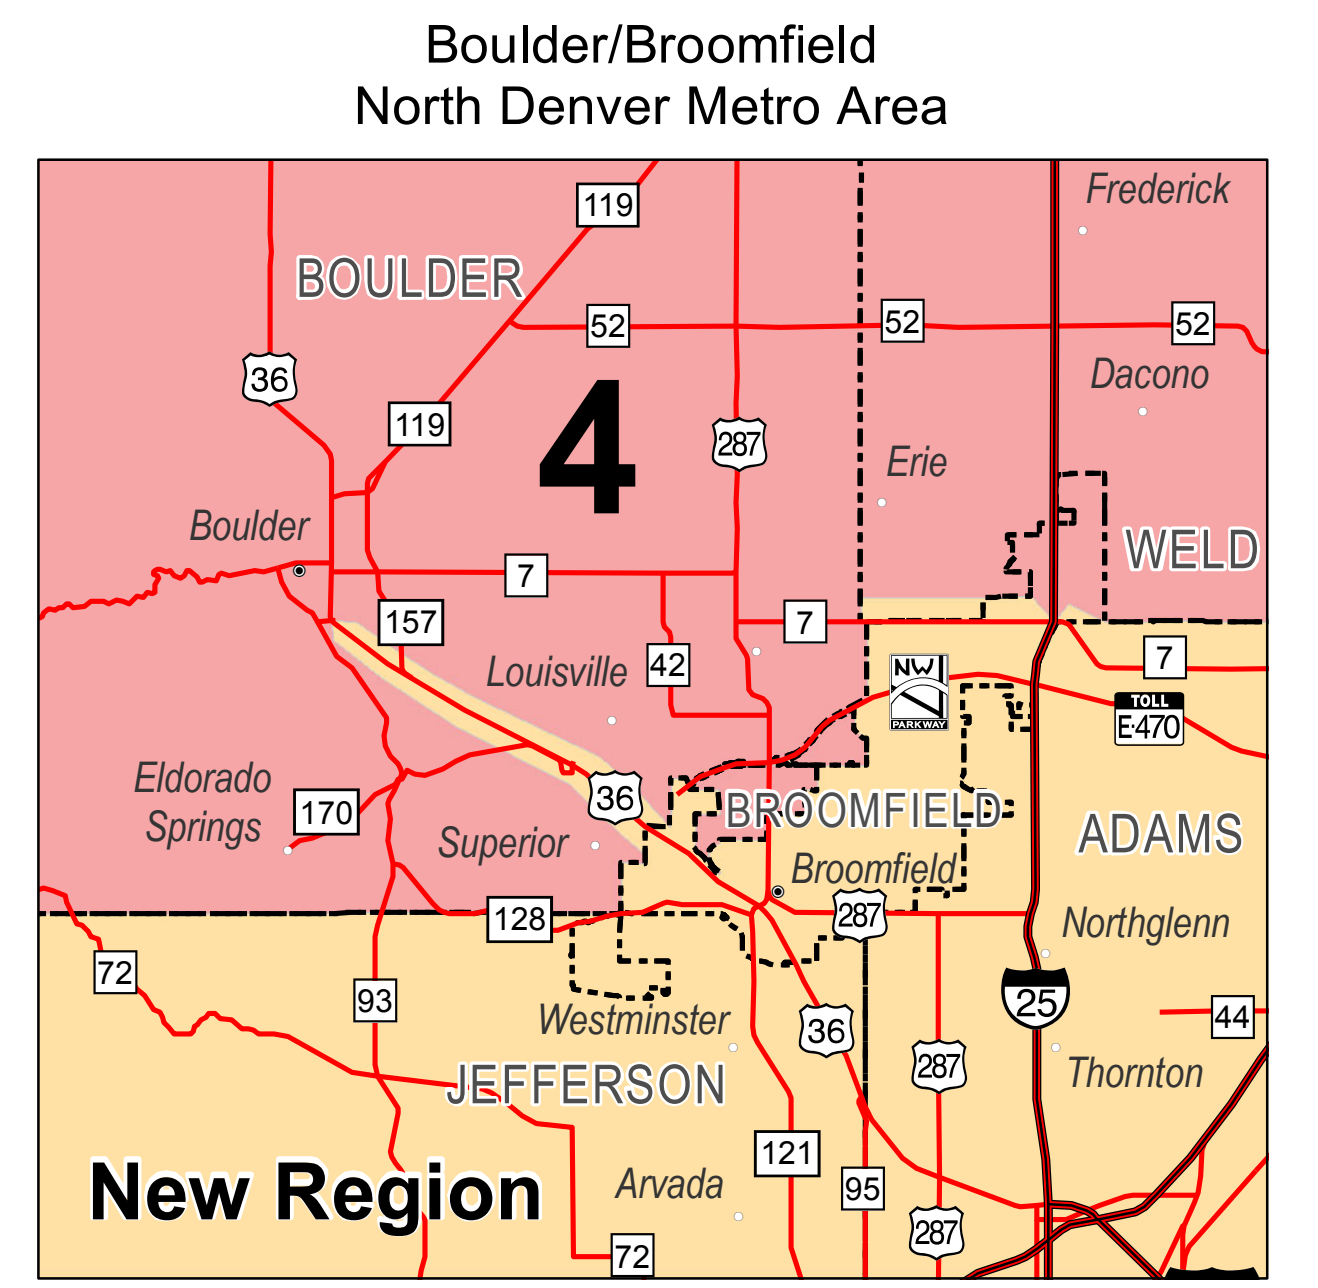 Boulder/Broomfield
North Denver Metro Area
119
Frederick
BOULDER
52
52
52
36
Dacono
119
4
287
Erie
Boulder
WELD
7
157
7
Louisville
42
7
NW
PARKWAY
TOLL
E-470
Eldorado
Springs
170
36
BROOMFIELD
ADAMS
Superior
Broomfield
128
287
Northglenn
72
93
25
Westminster
36
44
287
Thornton
JEFFERSON
121
New Region
Arvada
95
287
72